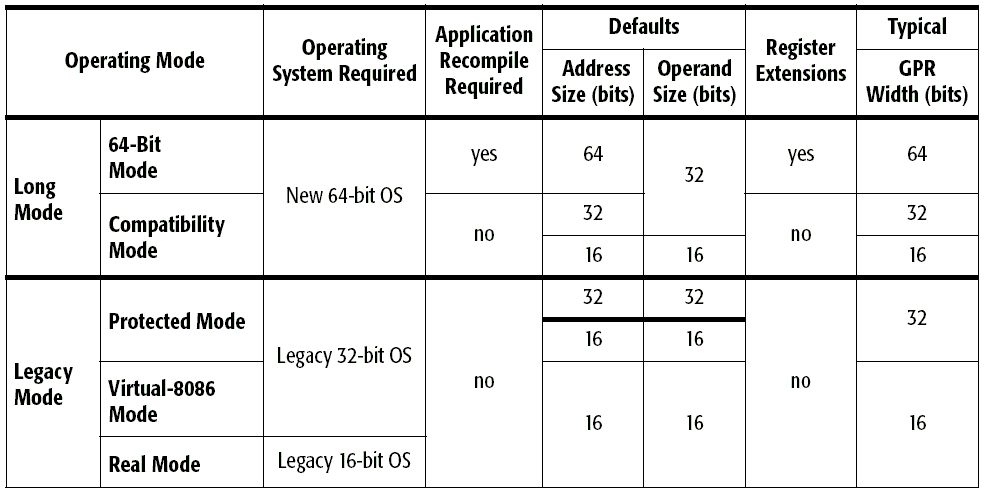 Operating Mode
Operating
System Required
Application
Recompile
Required
Defaults
Address
Size (bits)
Operand
Size (bits)
Register
Extensions
Typical
GPR
Width (bits)
Long
Mode
64-Bit
Mode
New 64-bit OS
yes
64
32
yes
64
Compatibility
Mode
no
32
no
32
16
16
16
Legacy
Mode
Protected Mode
Legacy 32-bit OS
no
32
32
no
32
16
16
Virtual-8086
Mode
16
16
16
Real Mode
Legacy 16-bit OS